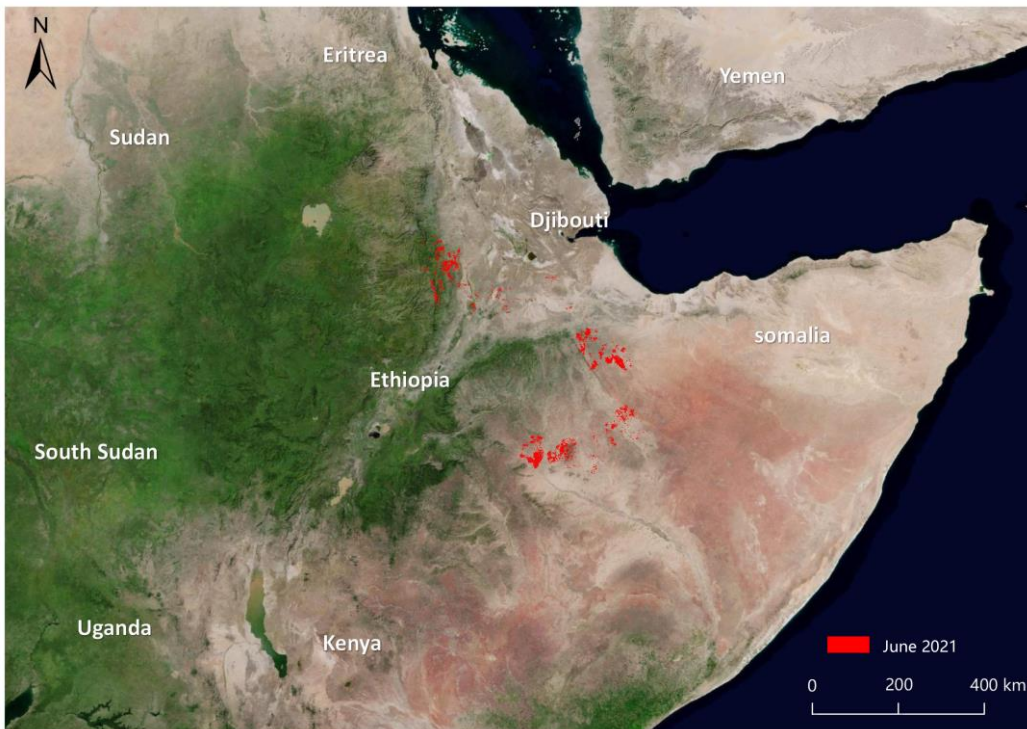 N
Eritrea
Yemen
Sudan
Djibouti
somalia
Ethiopia
South Sudan
Uganda
Kenya
June 2021
0 200 400 km